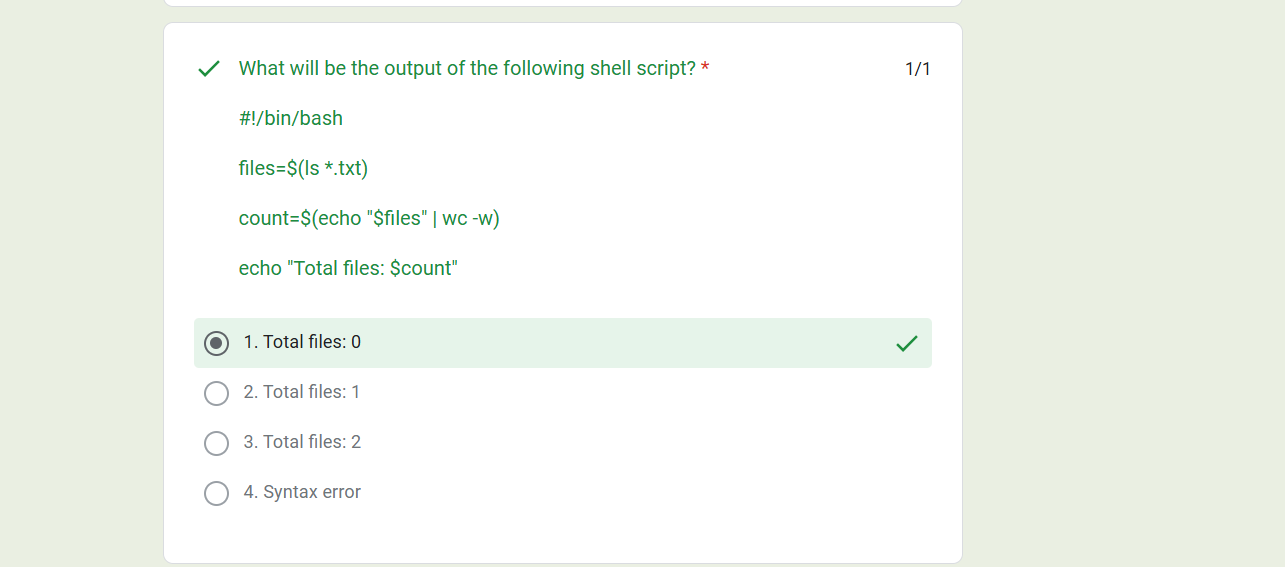 What will be the output of the following shell script? *
1/1
#!/bin/bash
files=$(ls *.txt)
count=$(echo "$files" | wc -w)
echo "Total files: $count"
1. Total files: 0
2. Total files: 1
3. Total files: 2
4. Syntax error